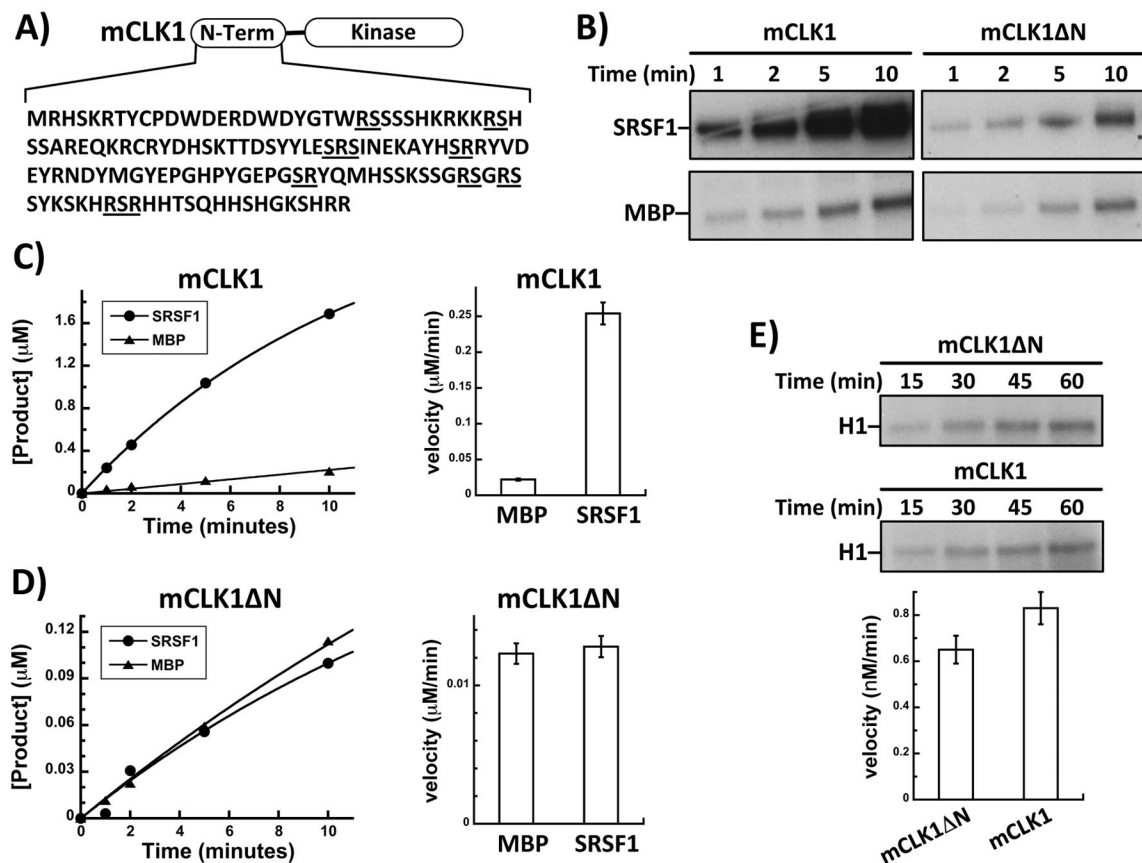 A)
mCLK1 N-Term Kinase
MRHSKRTYCPDWDERDWDYGTWRSSSSHKRKKRSH
SSAREQKRCRYDHSKTTDSYYLESRSINEKAYHSRRYVD
EYRNDYMGYEPGHPYGEPGSRYQMHSSKSSGRSGRS
SYKSKHRSRHHTSQHHSHGKSHRR
B)
mCLK1 mCLK1ΔN
Time (min) 1 2 5 10 1 2 5 10
SRSF1
MBP
C)
mCLK1
SRSF1
MBP
[Product] (μM)
1.6
1.2
0.8
0.4
0
0 2 4 6 8 10
Time (minutes)
mCLK1
velocity (μM/min)
0.25
0.2
0.15
0.1
0.05
0
MBP SRSF1
D)
mCLK1ΔN
SRSF1
MBP
[Product] (μM)
0.12
0.09
0.06
0.03
0
0 2 4 6 8 10
Time (minutes)
mCLK1ΔN
velocity (μM/min)
0.01
0
MBP SRSF1
E)
mCLK1ΔN
Time (min) 15 30 45 60
H1
mCLK1
Time (min) 15 30 45 60
H1
velocity (nM/min)
0.8
0.6
0.4
0.2
0
mCLK1ΔN mCLK1